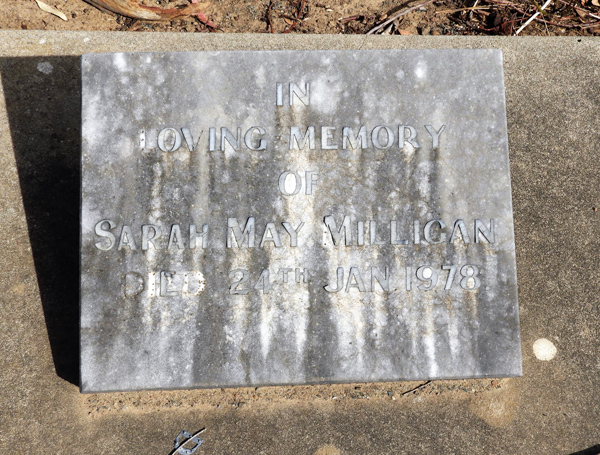 IN
LOVING MEMORY
OF
SARAH MAY MILLIGAN
DIED 24TH JAN. 1978